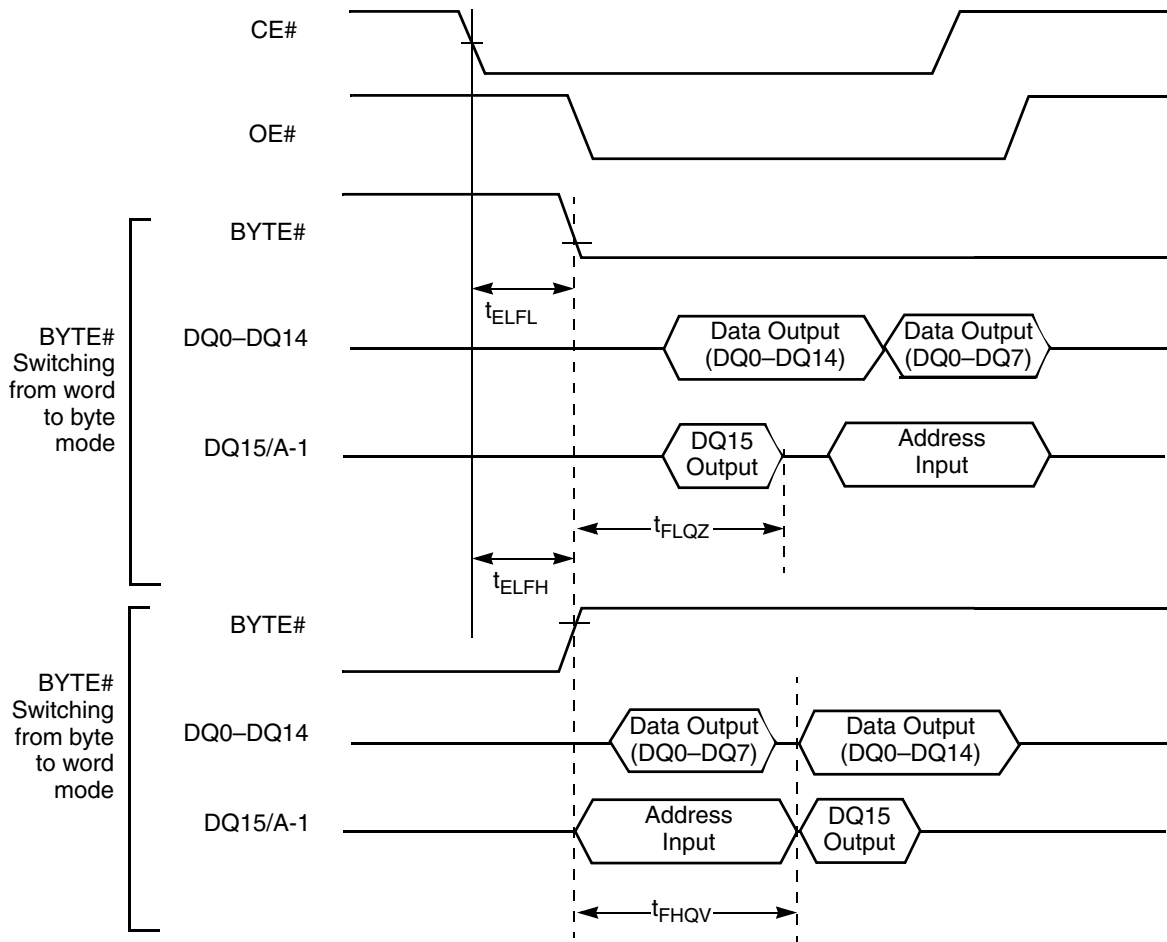 CE#
OE#
BYTE#
Switching
from word
to byte
mode
BYTE#
tELFL
DQ0–DQ14
Data Output
(DQ0–DQ14)
Data Output
(DQ0–DQ7)
DQ15/A-1
DQ15
Output
Address
Input
tFLQZ
tELFH
BYTE#
Switching
from byte
to word
mode
BYTE#
DQ0–DQ14
Data Output
(DQ0–DQ7)
Data Output
(DQ0–DQ14)
DQ15/A-1
Address
Input
DQ15
Output
tFHQV